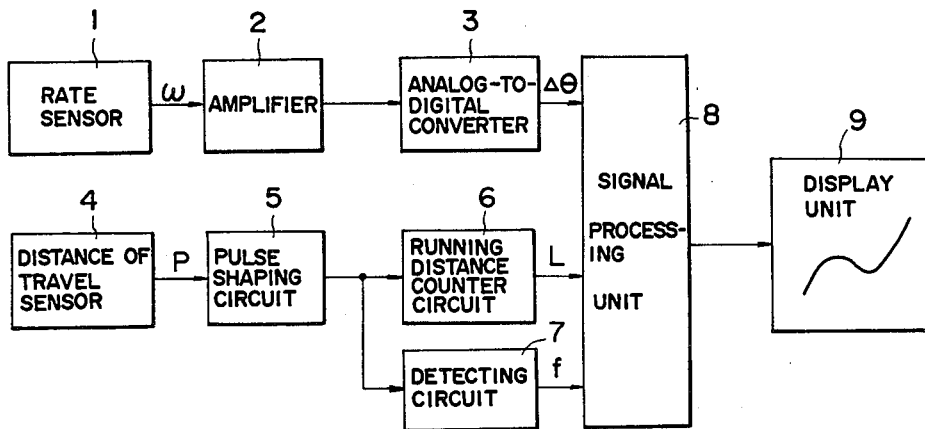 1
2
3
RATE
SENSOR
ω
AMPLIFIER
ANALOG-TO-
DIGITAL
CONVERTER
Δθ
8
4
5
6
DISTANCE OF
TRAVEL
SENSOR
P
PULSE
SHAPING
CIRCUIT
RUNNING
DISTANCE
COUNTER
CIRCUIT
L
7
DETECTING
CIRCUIT
f
SIGNAL
PROCESS-
ING
UNIT
9
DISPLAY
UNIT